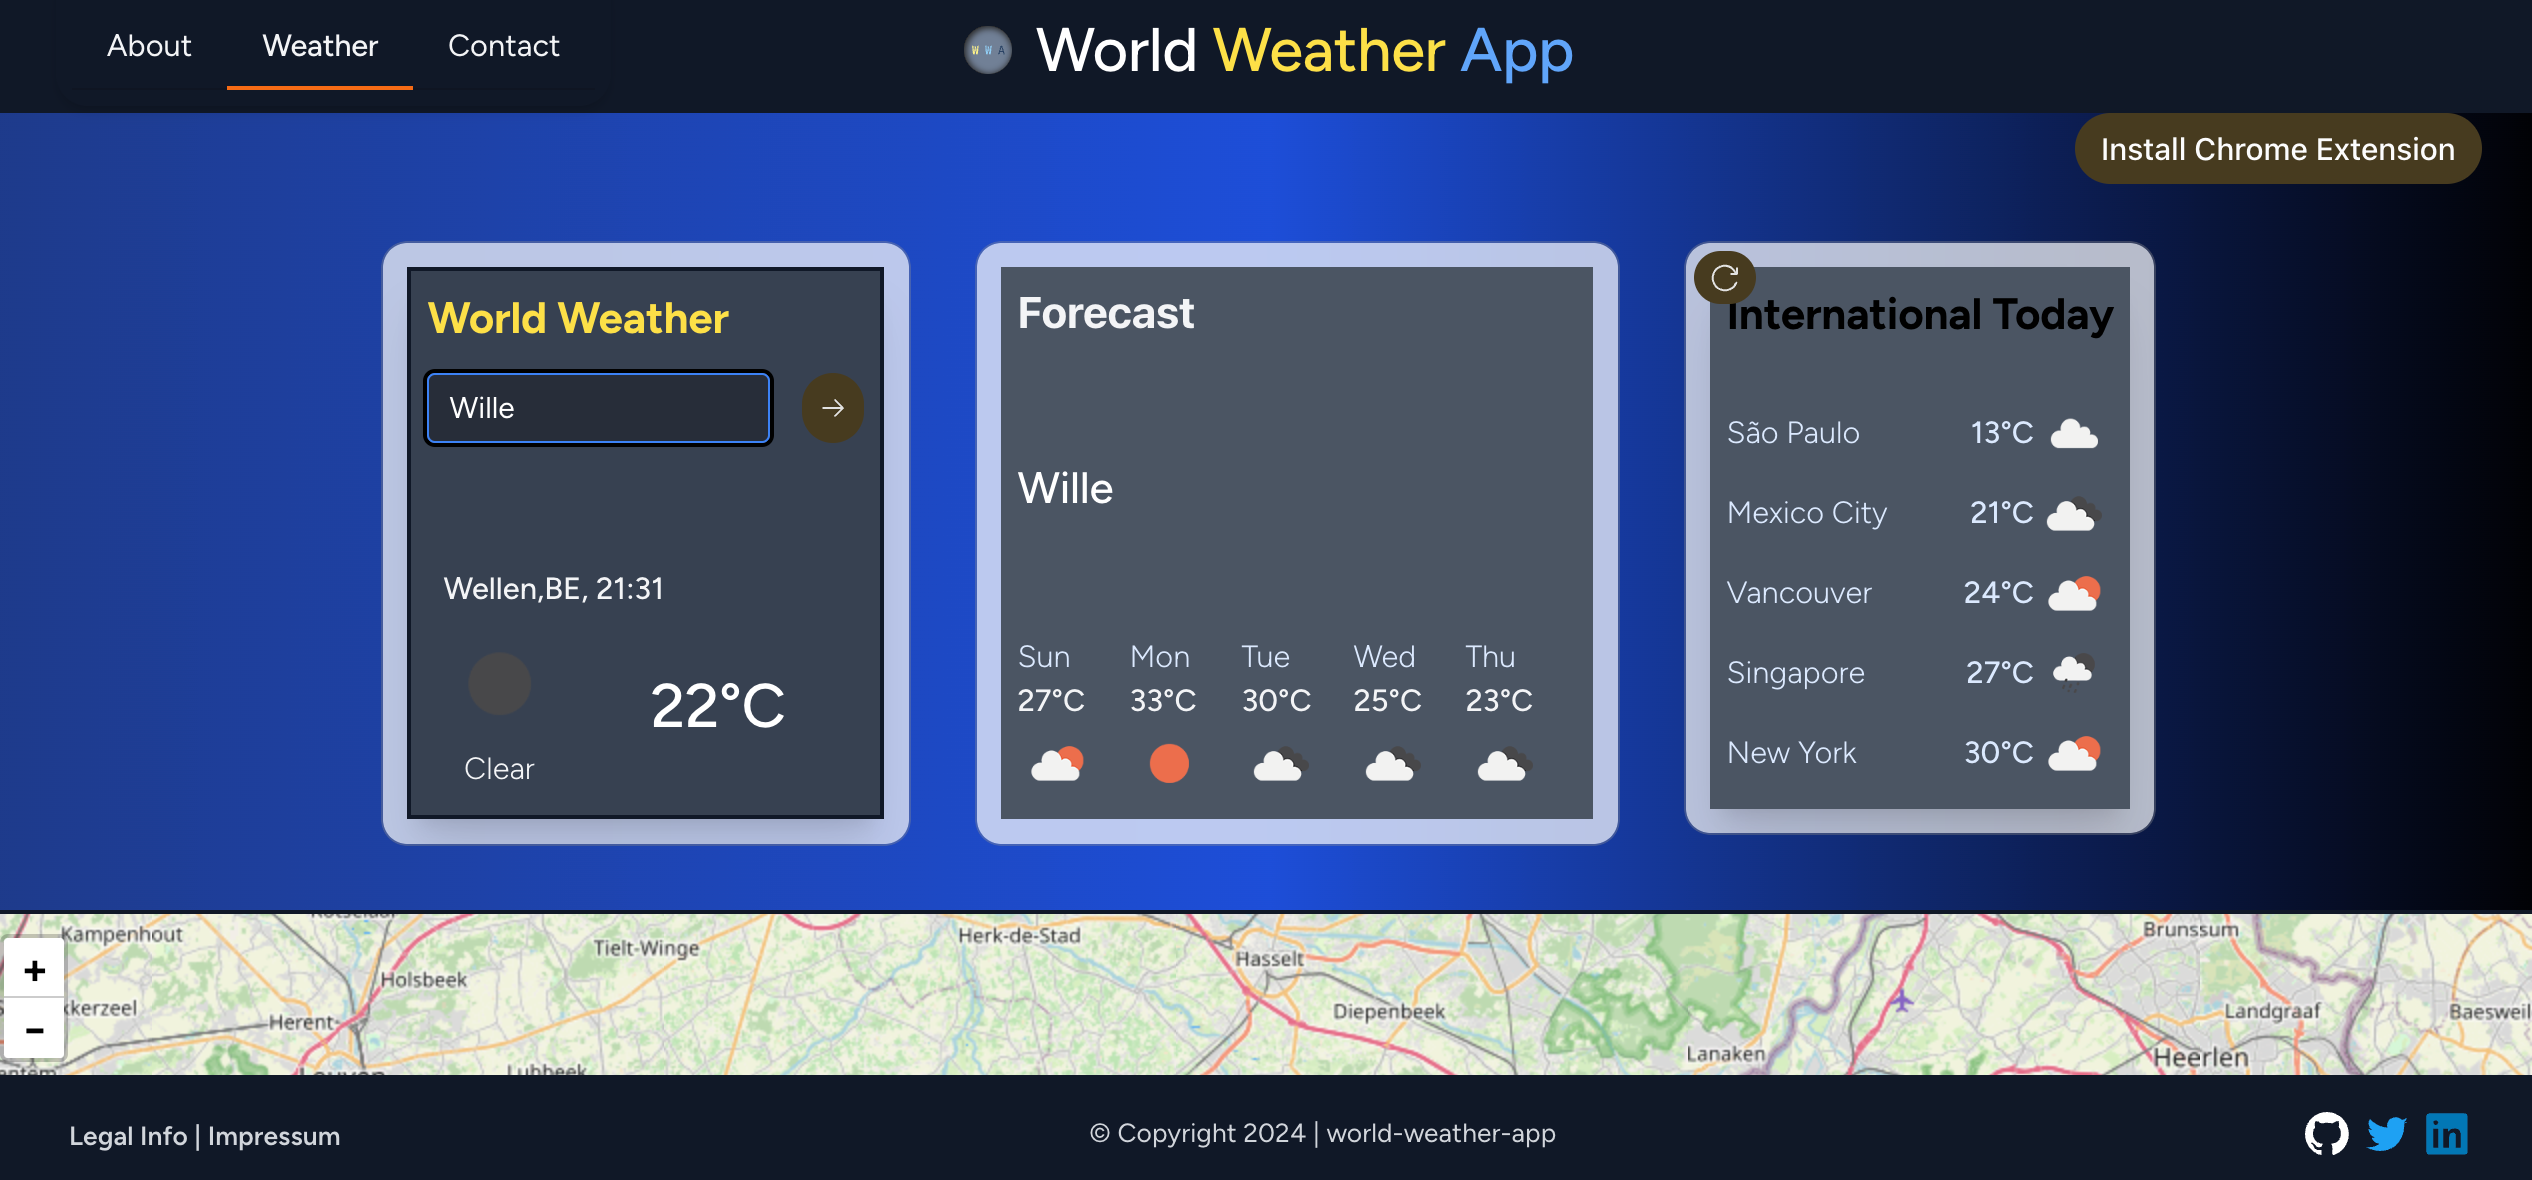 About Weather Contact
W W A World Weather App
Install Chrome Extension
World Weather
Wille
Wellen,BE, 21:31
22°C
Clear
Forecast
Wille
Sun Mon Tue Wed Thu
27°C 33°C 30°C 25°C 23°C
International Today
São Paulo 13°C
Mexico City 21°C
Vancouver 24°C
Singapore 27°C
New York 30°C
Kampenhout
Tielt-Winge
Herk-de-Stad
Brunssum
Hasselt
Holsbeek
+
kkerzeel
Herent
Diepenbeek
Landgraaf
Baesweil
−
Lanaken
Heerlen
Lubbeek
Legal Info | Impressum
© Copyright 2024 | world-weather-app
in